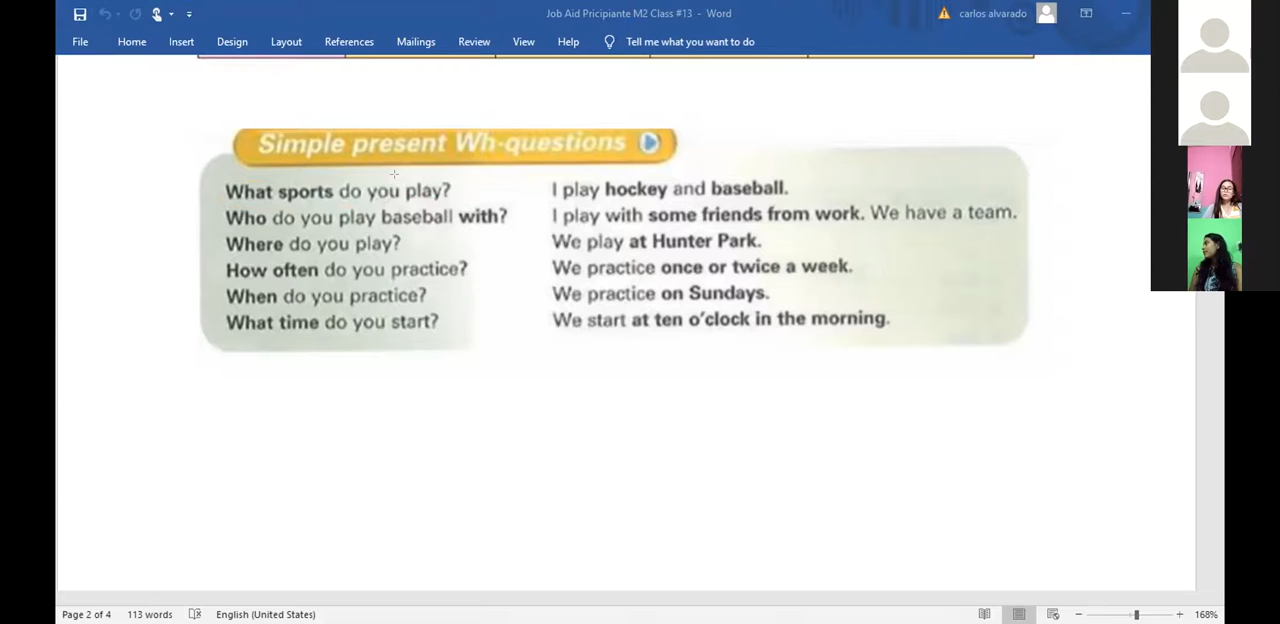 Job Aid Pricipiante M2 Class #13 - Word
carlos alvarado
File Home Insert Design Layout References Mailings Review View Help Tell me what you want to do
Simple present Wh-questions
What sports do you play? I play hockey and baseball.
Who do you play baseball with? I play with some friends from work. We have a team.
Where do you play? We play at Hunter Park.
How often do you practice? We practice once or twice a week.
When do you practice? We practice on Sundays.
What time do you start? We start at ten o'clock in the morning.
Page 2 of 4 113 words English (United States) 168%